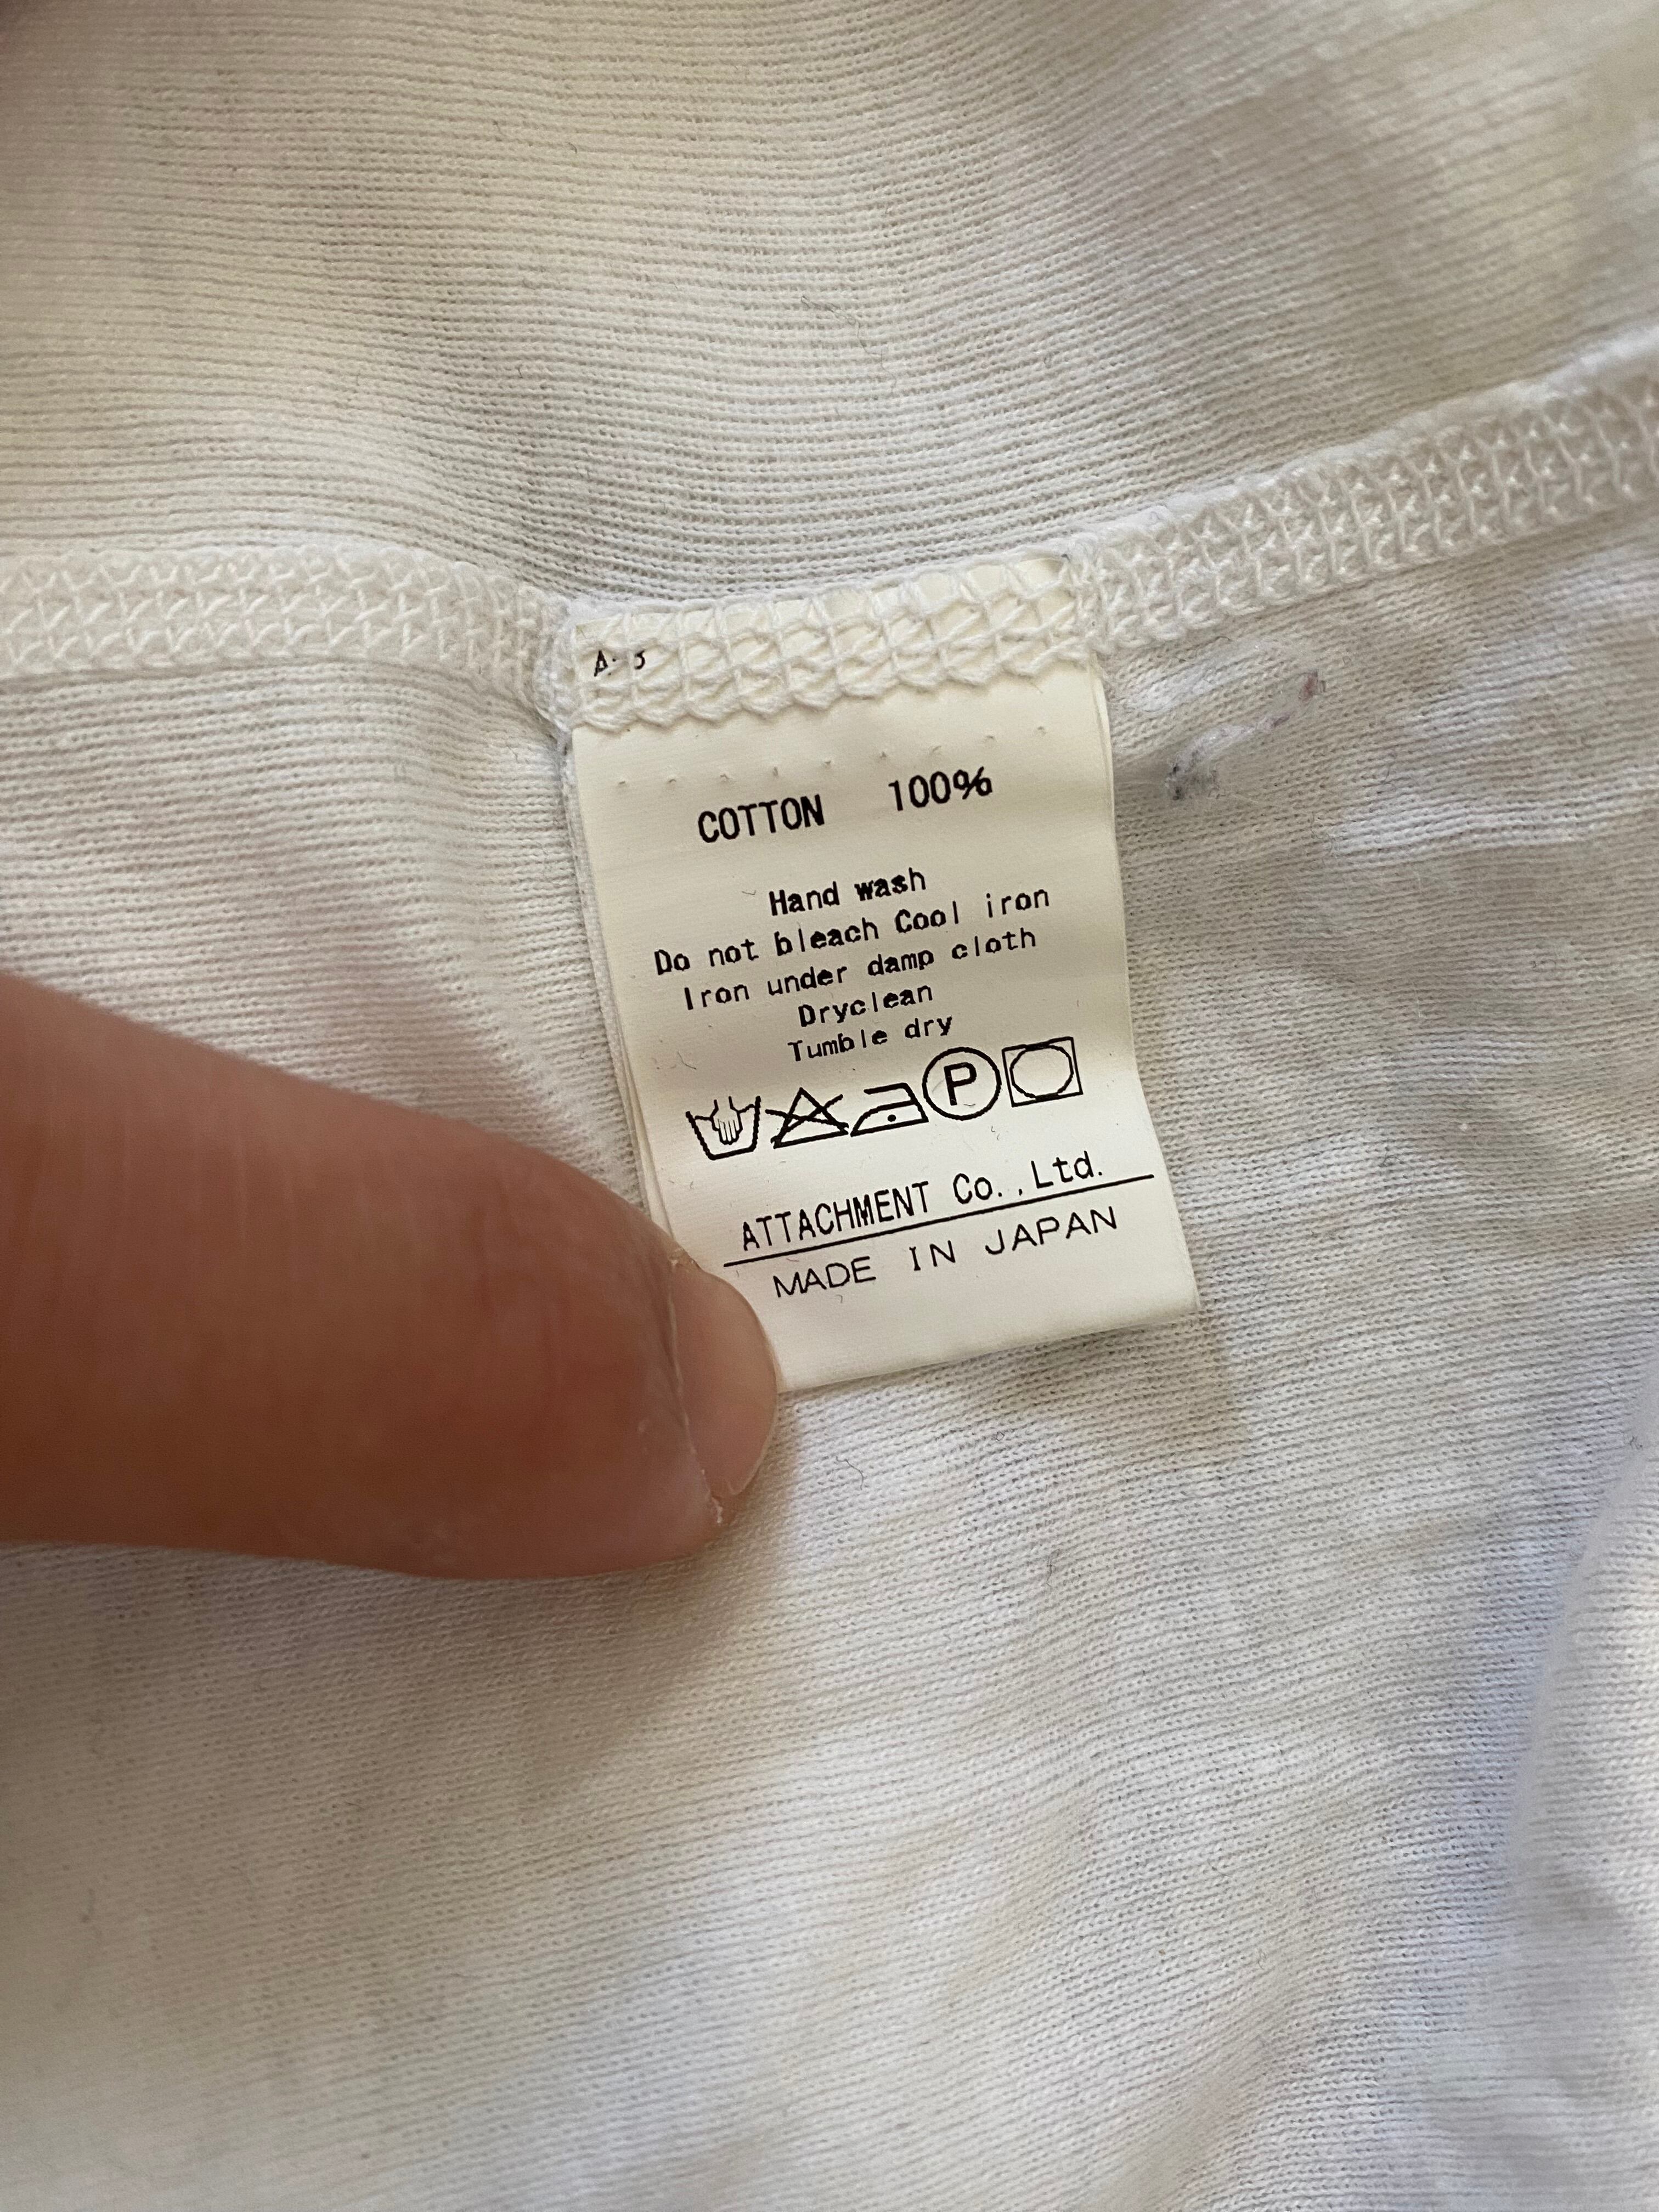 COTTON 100%
Hand wash
Do not bleach Cool iron
Iron under damp cloth
Dryclean
Tumble dry
P
ATTACHMENT Co.,Ltd.
MADE IN JAPAN